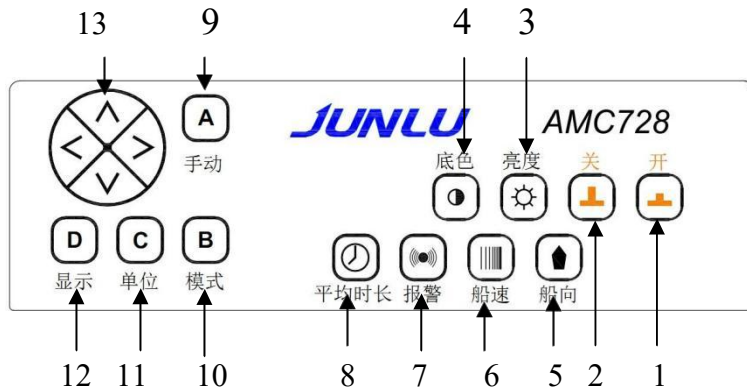 13 9 4 3
A JUNLU AMC728
手动 底色 亮度 关 开
D C B
显示 单位 模式
平均时长 报警 船速 船向
12 11 10 8 7 6 5 2 1